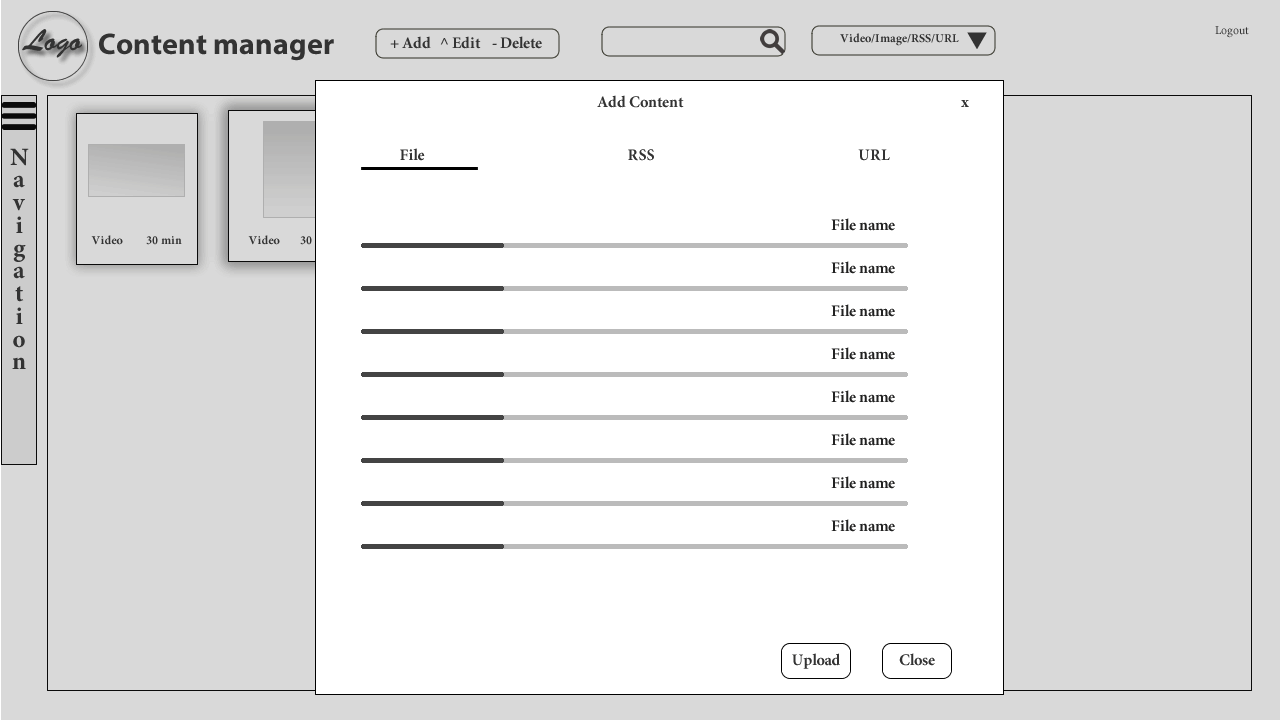 Logo
Content manager
+ Add ^ Edit - Delete
Video/Image/RSS/URL
Logout
Navigation
Video 30 min
Video 30
Add Content
x
File
RSS
URL
File name
File name
File name
File name
File name
File name
File name
File name
Upload
Close